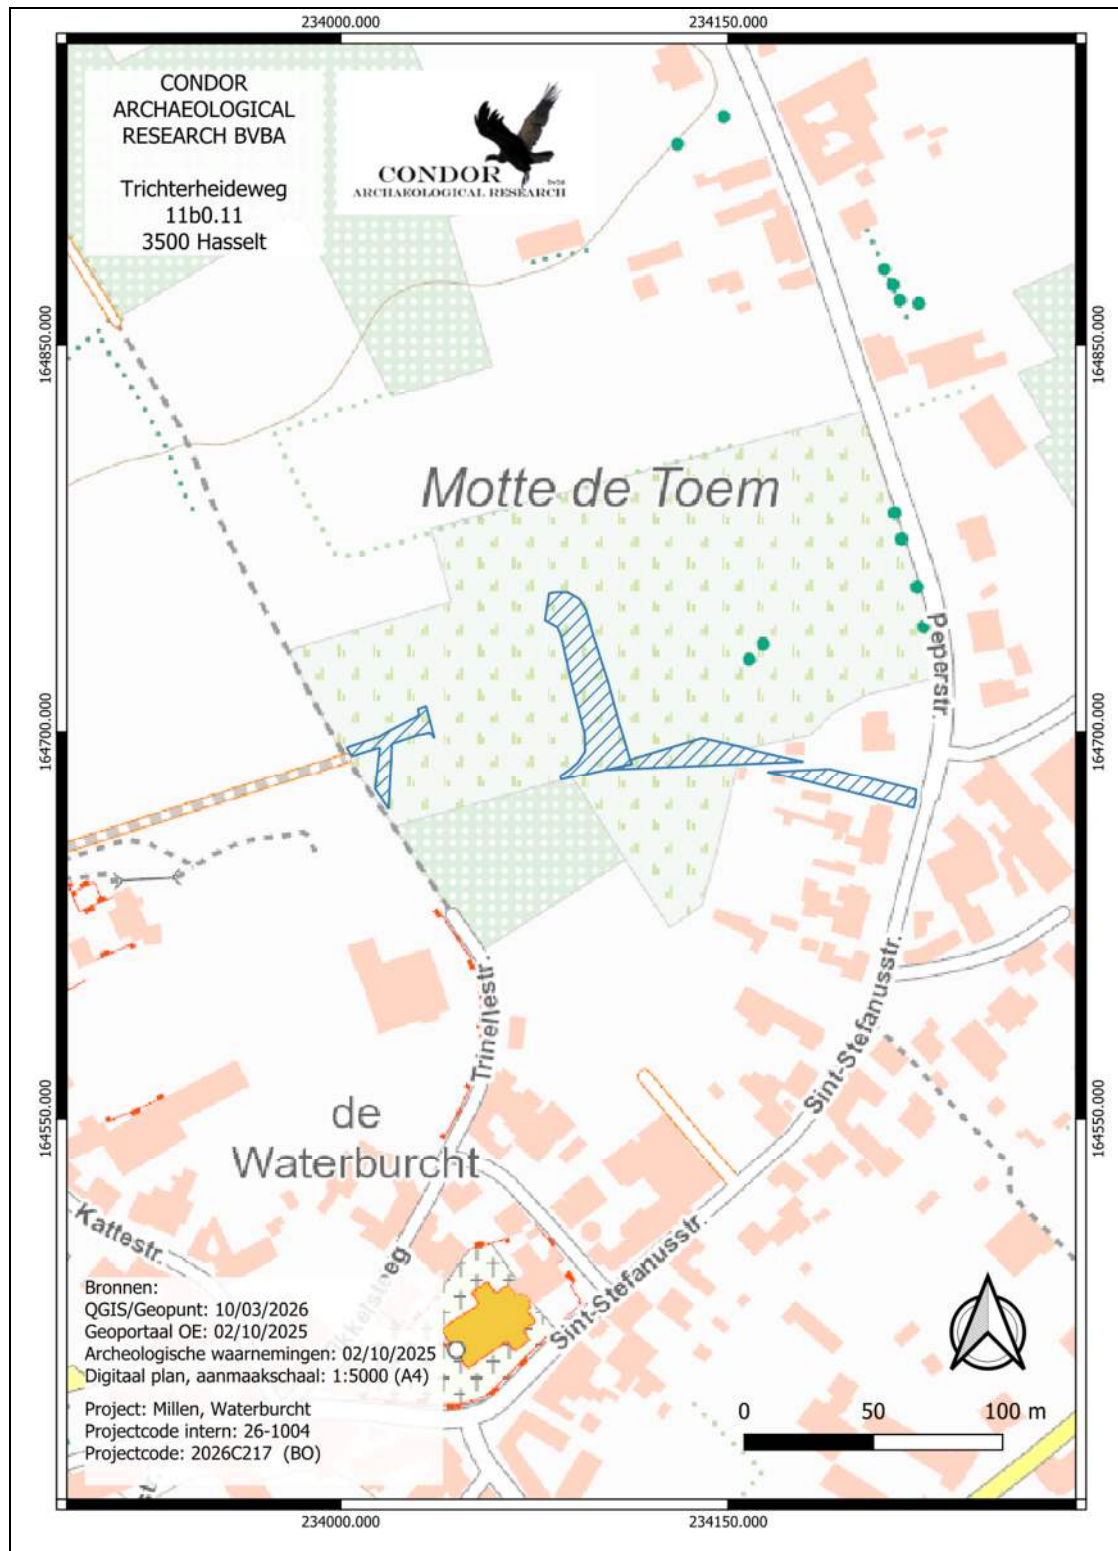 234000.000
234150.000
CONDOR
ARCHAEOLOGICAL
RESEARCH BVBA
Trichterheideweg
11b0.11
3500 Hasselt
CONDOR
bvba
ARCHAEOLOGICAL RESEARCH
164850.000
164850.000
Motte de Toem
Peperstr.
164700.000
164700.000
Trinellestr.
Sint-Stefanusstr.
164550.000
164550.000
de
Waterburcht
Kattestr.
Sint-Stefanusstr.
Bronnen:
QGIS/Geopunt: 10/03/2026
Geoportaal OE: 02/10/2025
Archeologische waarnemingen: 02/10/2025
Digitaal plan, aanmaakschaal: 1:5000 (A4)
Project: Millen, Waterburcht
Projectcode intern: 26-1004
Projectcode: 2026C217 (BO)
0 50 100 m
234000.000
234150.000